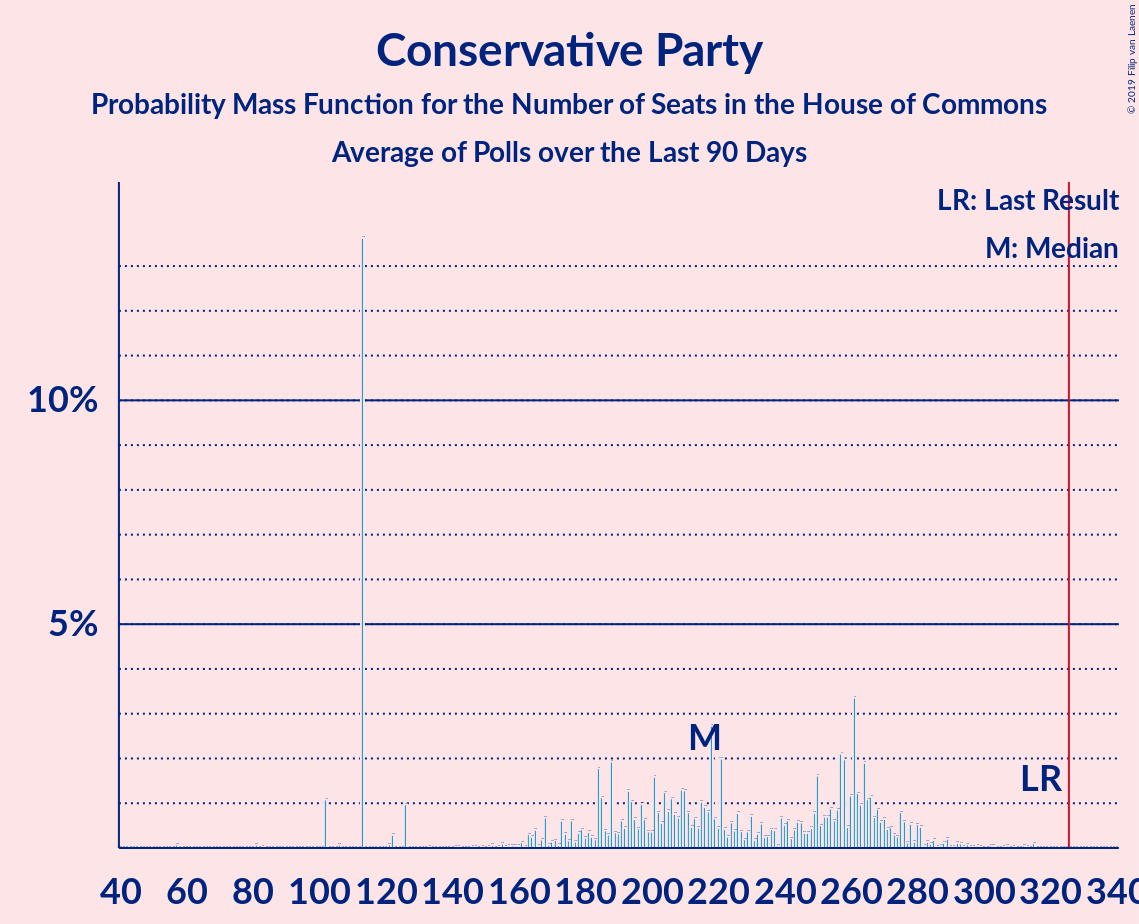 Conservative Party
Probability Mass Function for the Number of Seats in the House of Commons
Average of Polls over the Last 90 Days
© 2019 Filip van Laenen
LR: Last Result
M: Median
10%
5%
M
LR
40 60 80 100 120 140 160 180 200 220 240 260 280 300 320 340